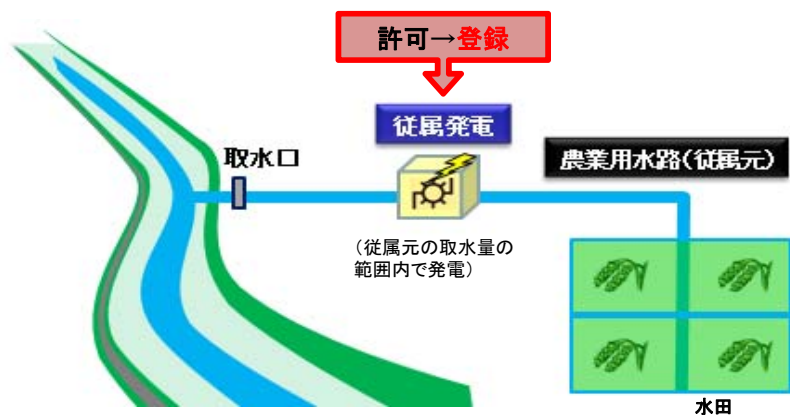 許可→登録
従属発電
取水口
農業用水路(従属元)
（従属元の取水量の
範囲内で発電）
水田